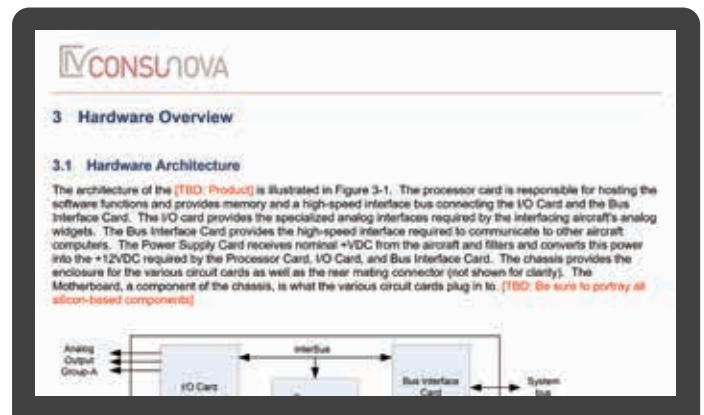 CONSUNOVA
3 Hardware Overview
3.1 Hardware Architecture
The architecture of the [TBD: Product] is illustrated in Figure 3-1. The processor card is responsible for hosting the
software functions and provides memory and a high-speed interface bus connecting the I/O Card and the Bus
Interface Card. The I/O card provides the specialized analog interfaces required by the interfacing aircraft's analog
widgets. The Bus Interface Card provides the high-speed interface required to communicate to other aircraft
computers. The Power Supply Card receives nominal +VDC from the aircraft and filters and converts this power
into the +12VDC required by the Processor Card, I/O Card, and Bus Interface Card. The chassis provides the
enclosure for the various circuit cards as well as the rear mating connector (not shown for clarity). The
Motherboard, a component of the chassis, is what the various circuit cards plug in to. [TBD: Be sure to portray all
silicon-based components]
Analog
Output
Group-A
InterBus
I/O Card
Bus Interface
Card
System
bus